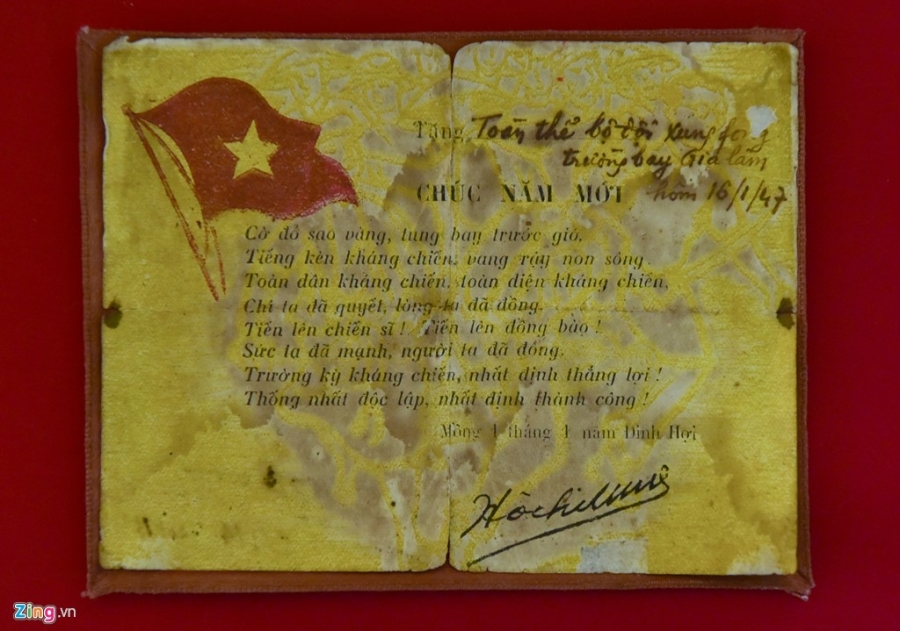 Tặng Toàn thể bộ đội xung fong
trường bay Gia lâm
hôm 16/1/47
CHÚC NĂM MỚI
Cờ đỏ sao vàng, tung bay trước gió.
Tiếng kèn kháng chiến, vang rậy non sông.
Toàn dân kháng chiến, toàn diện kháng chiến,
Chí ta đã quyết, lòng ta đã đồng.
Tiến lên chiến sĩ ! Tiến lên đồng bào !
Sức ta đã mạnh, người ta đã đông.
Trường kỳ kháng chiến, nhất định thắng lợi !
Thống nhất độc lập, nhất định thành công !
Mồng 1 tháng 1 năm Đinh Hợi
Hồ chí Minh
Zing.vn